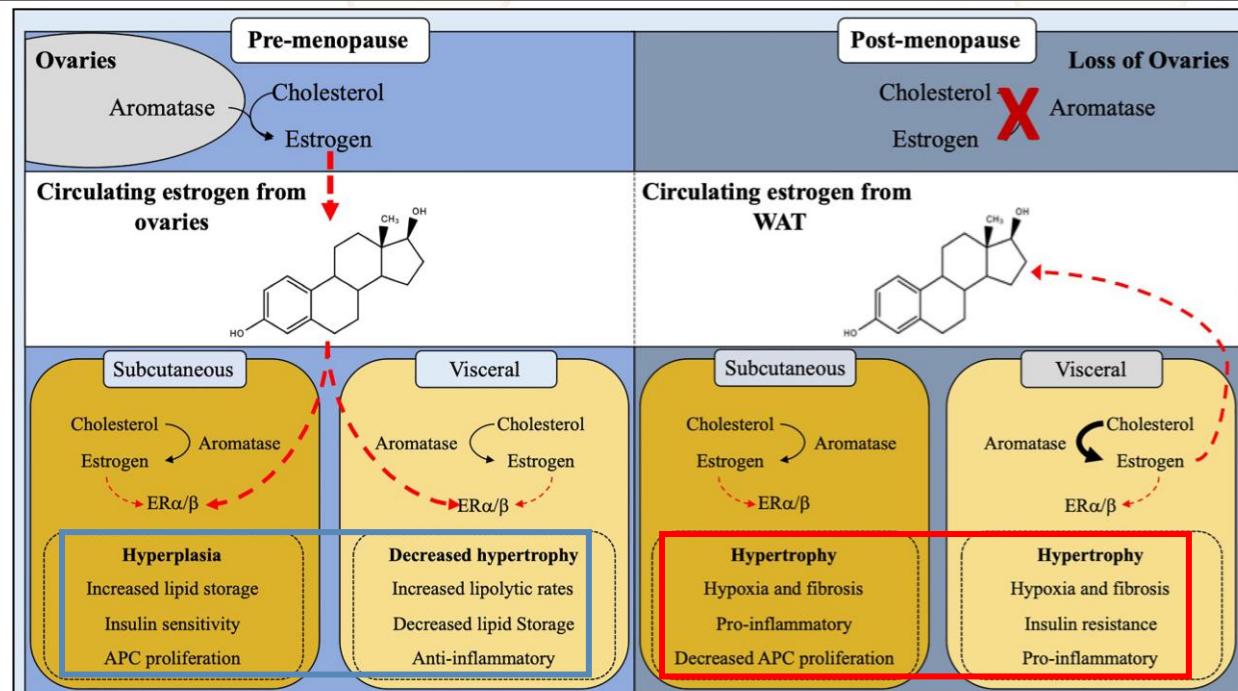 Pre-menopause
Ovaries
Aromatase
Cholesterol
Estrogen
Circulating estrogen from
ovaries
CH₃
OH
HO
Subcutaneous
Cholesterol
Aromatase
Estrogen
ERα/β
Hyperplasia
Increased lipid storage
Insulin sensitivity
APC proliferation
Visceral
Cholesterol
Aromatase
Estrogen
ERα/β
Decreased hypertrophy
Increased lipolytic rates
Decreased lipid Storage
Anti-inflammatory
Post-menopause
Loss of Ovaries
Cholesterol
X
Aromatase
Estrogen
Circulating estrogen from
WAT
CH₃
OH
HO
Subcutaneous
Cholesterol
Aromatase
Estrogen
ERα/β
Hypertrophy
Hypoxia and fibrosis
Pro-inflammatory
Decreased APC proliferation
Visceral
Cholesterol
Aromatase
Estrogen
ERα/β
Hypertrophy
Hypoxia and fibrosis
Insulin resistance
Pro-inflammatory